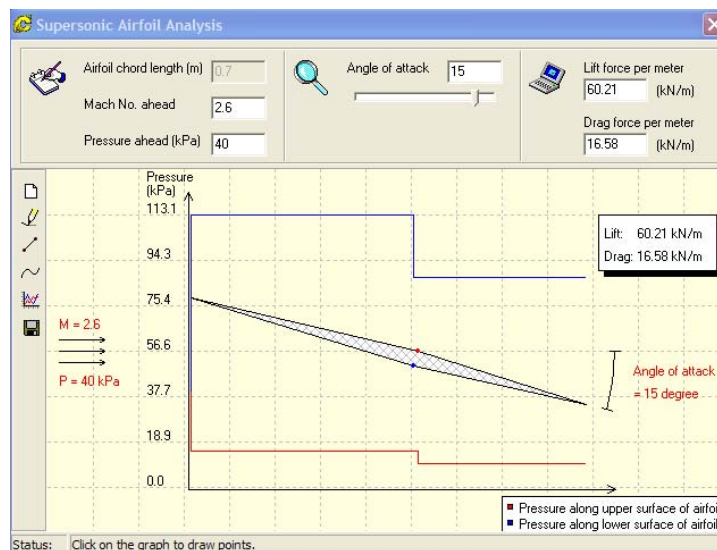 Supersonic Airfoil Analysis
Airfoil chord length (m) 0.7
Mach No. ahead 2.6
Pressure ahead (kPa) 40
Angle of attack 15
Lift force per meter
60.21 (kN/m)
Drag force per meter
16.58 (kN/m)
Pressure
(kPa)
113.1
94.3
75.4
56.6
37.7
18.9
0.0
M = 2.6
P = 40 kPa
Lift: 60.21 kN/m
Drag: 16.58 kN/m
Angle of attack
= 15 degree
Pressure along upper surface of airfoi
Pressure along lower surface of airfoil
Status: Click on the graph to draw points.